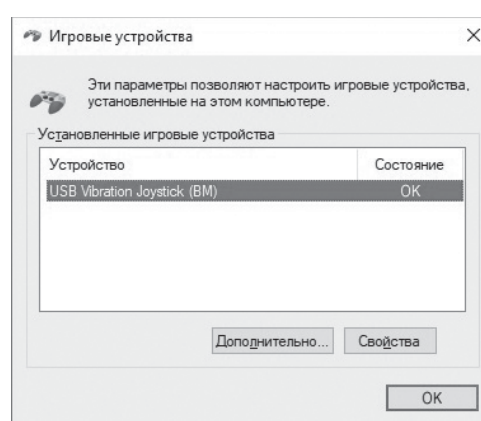 Игровые устройства
Эти параметры позволяют настроить игровые устройства,
установленные на этом компьютере.
Установленные игровые устройства
Устройство Состояние
USB Vibration Joystick (BM) OK
Дополнительно... Свойства
OK